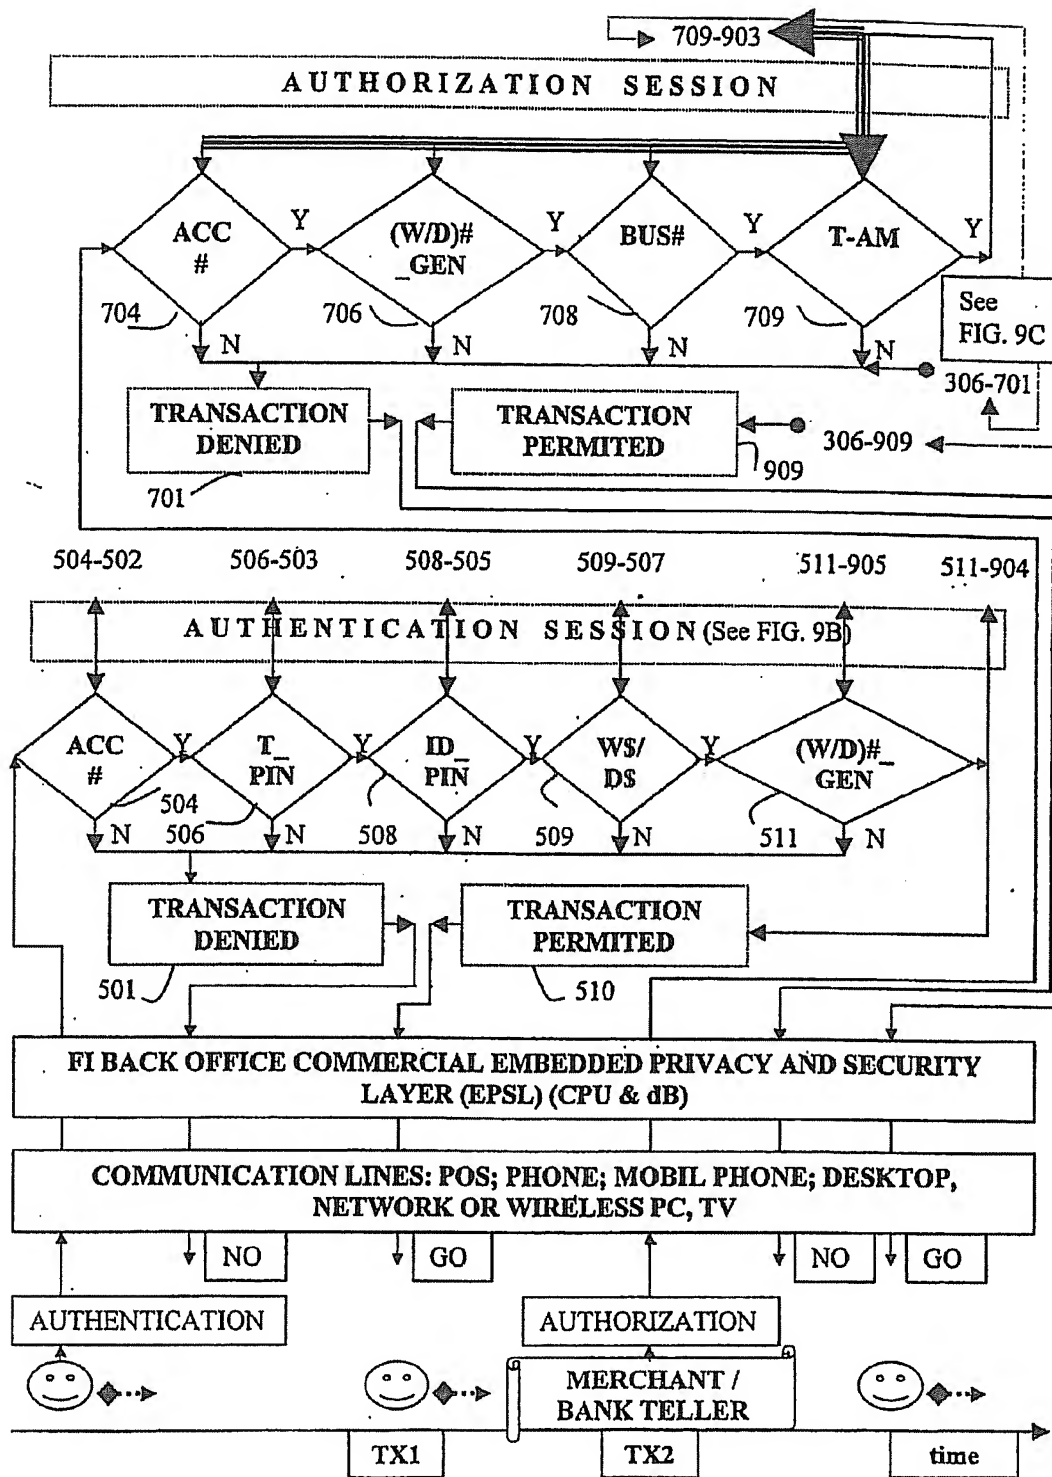 709-903
AUTHORIZATION SESSION
ACC
#
Y
(W/D)#
_GEN
Y
BUS#
Y
T-AM
Y
704
706
708
709
See
FIG. 9C
N
N
N
N
306-701
TRANSACTION
DENIED
TRANSACTION
PERMITED
306-909
701
909
504-502
506-503
508-505
509-507
511-905
511-904
AUTHENTICATION SESSION (See FIG. 9B)
ACC
#
Y
T_
PIN
Y
ID_
PIN
Y
W$/
D$
Y
(W/D)#_
GEN
504
506
508
509
511
N
N
N
N
N
TRANSACTION
DENIED
TRANSACTION
PERMITED
501
510
FI BACK OFFICE COMMERCIAL EMBEDDED PRIVACY AND SECURITY
LAYER (EPSL) (CPU & dB)
COMMUNICATION LINES: POS; PHONE; MOBIL PHONE; DESKTOP,
NETWORK OR WIRELESS PC, TV
NO
GO
NO
GO
AUTHENTICATION
AUTHORIZATION
MERCHANT /
BANK TELLER
TX1
TX2
time